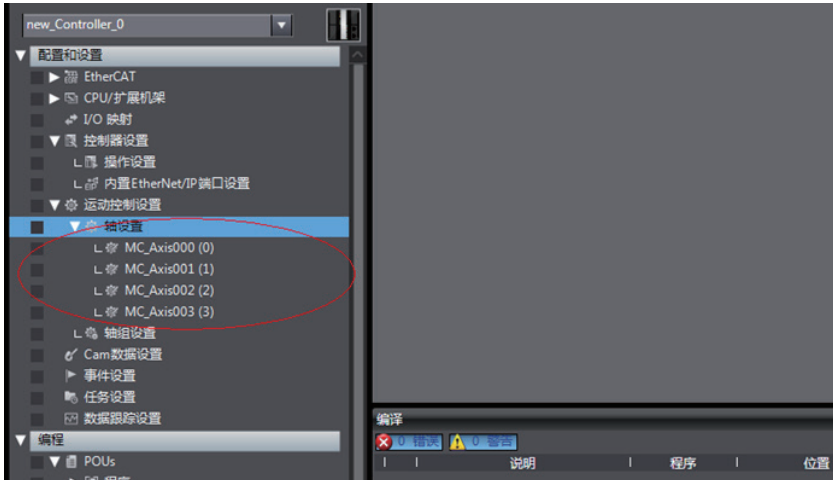 new_Controller_0
配置和设置
EtherCAT
CPU/扩展机架
I/O 映射
控制器设置
操作设置
内置EtherNet/IP端口设置
运动控制设置
轴设置
MC_Axis000 (0)
MC_Axis001 (1)
MC_Axis002 (2)
MC_Axis003 (3)
轴组设置
Cam数据设置
事件设置
任务设置
数据跟踪设置
编程
POUs
编译
0 错误 0 警告
说明 程序 位置